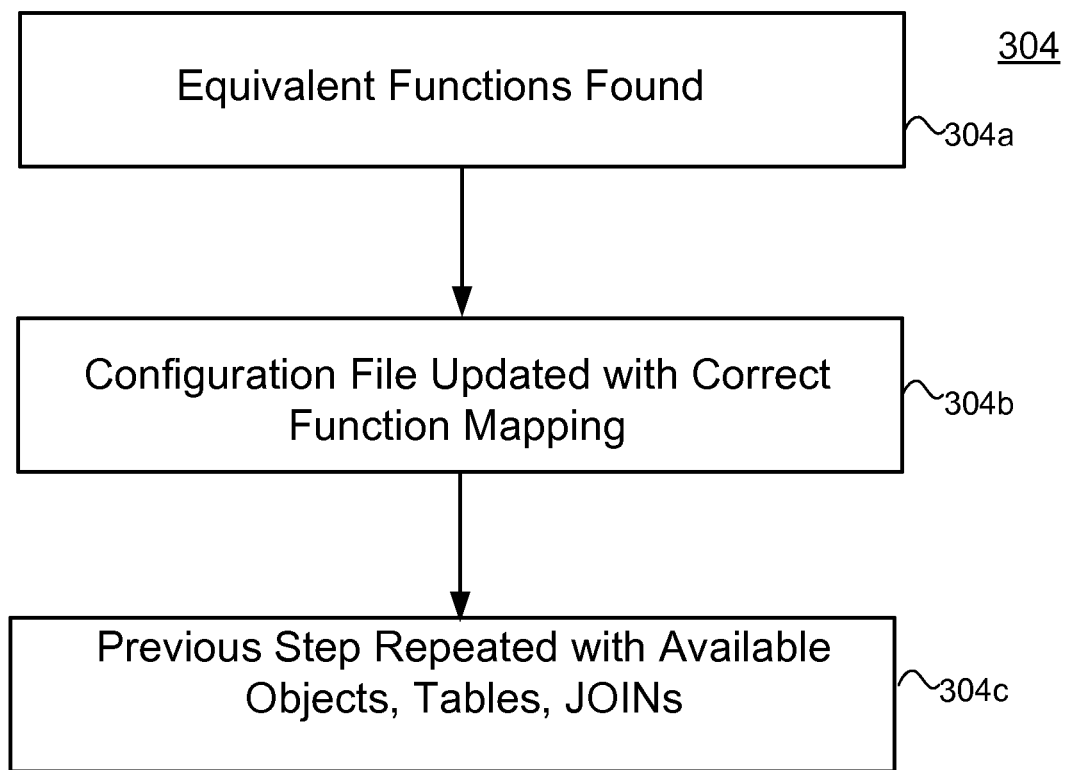 304
Equivalent Functions Found
304a
Configuration File Updated with Correct
Function Mapping
304b
Previous Step Repeated with Available
Objects, Tables, JOINs
304c